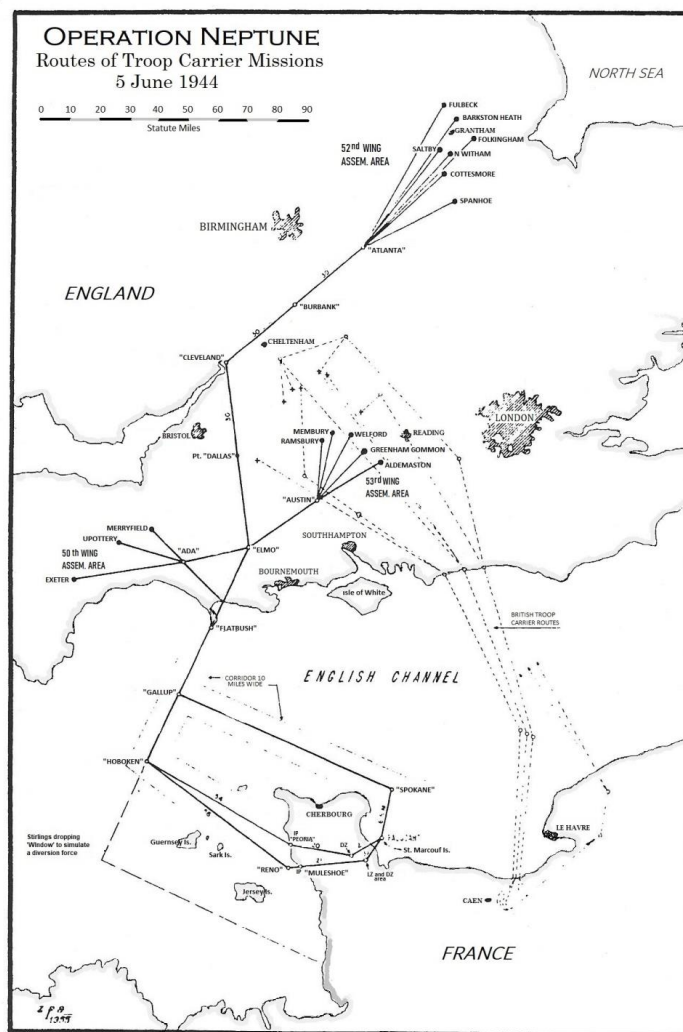 OPERATION NEPTUNE
Routes of Troop Carrier Missions
5 June 1944
0 10 20 30 40 50 60 70 80 90
Statute Miles
NORTH SEA
FULBECK
BARKSTON HEATH
GRANTHAM
FOLKINGHAM
52nd WING
ASSEM. AREA
SALTBY
N WITHAM
COTTESMORE
SPANHOE
BIRMINGHAM
"ATLANTA"
ENGLAND
"BURBANK"
30
CHELTENHAM
"CLEVELAND"
30
LONDON
BRISTOL
MEMBURY
RAMSBURY
WELFORD
READING
GREENHAM GOMMON
ALDEMASTON
Pt. "DALLAS"
53rd WING
ASSEM. AREA
"AUSTIN"
MERRYFIELD
UPOTTERY
50 th WING
ASSEM. AREA
"ADA"
"ELMO"
SOUTHHAMPTON
EXETER
BOURNEMOUTH
Isle of White
BRITISH TROOP
CARRIER ROUTES
"FLATBUSH"
ENGLISH CHANNEL
CORRIDOR 10
MILES WIDE
"GALLUP"
"HOBOKEN"
"SPOKANE"
CHERBOURG
LE HAVRE
Stirlings dropping
'Window' to simulate
a diversion force
Guernsey Is.
Sark Is.
IP
"PEORIA"
DZ
St. Marcouf Is.
"RENO"
IP
"MULESHOE"
LZ and DZ
area
Jersey Is.
CAEN
FRANCE